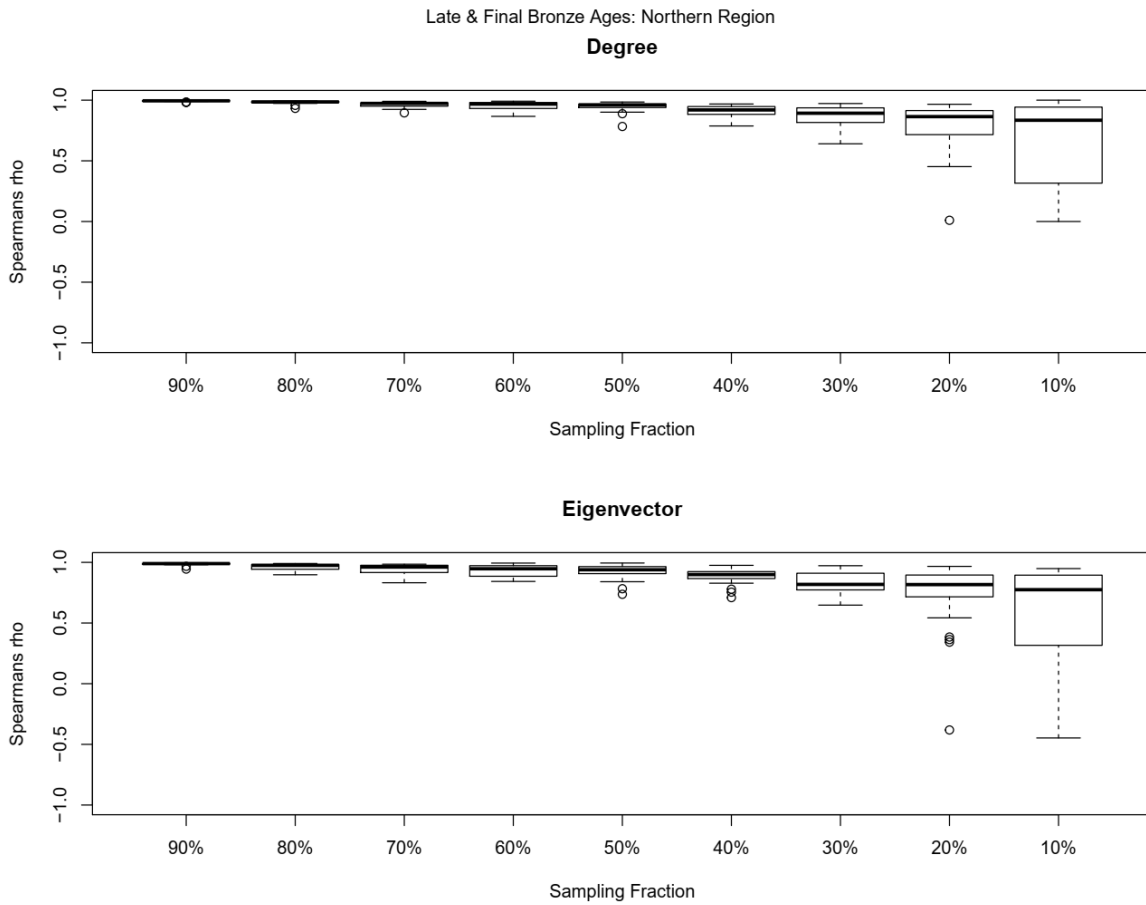 Late & Final Bronze Ages: Northern Region
Degree
1.0
0.5
0.0
−0.5
−1.0
Spearmans rho
90% 80% 70% 60% 50% 40% 30% 20% 10%
Sampling Fraction
Eigenvector
1.0
0.5
0.0
−0.5
−1.0
Spearmans rho
90% 80% 70% 60% 50% 40% 30% 20% 10%
Sampling Fraction